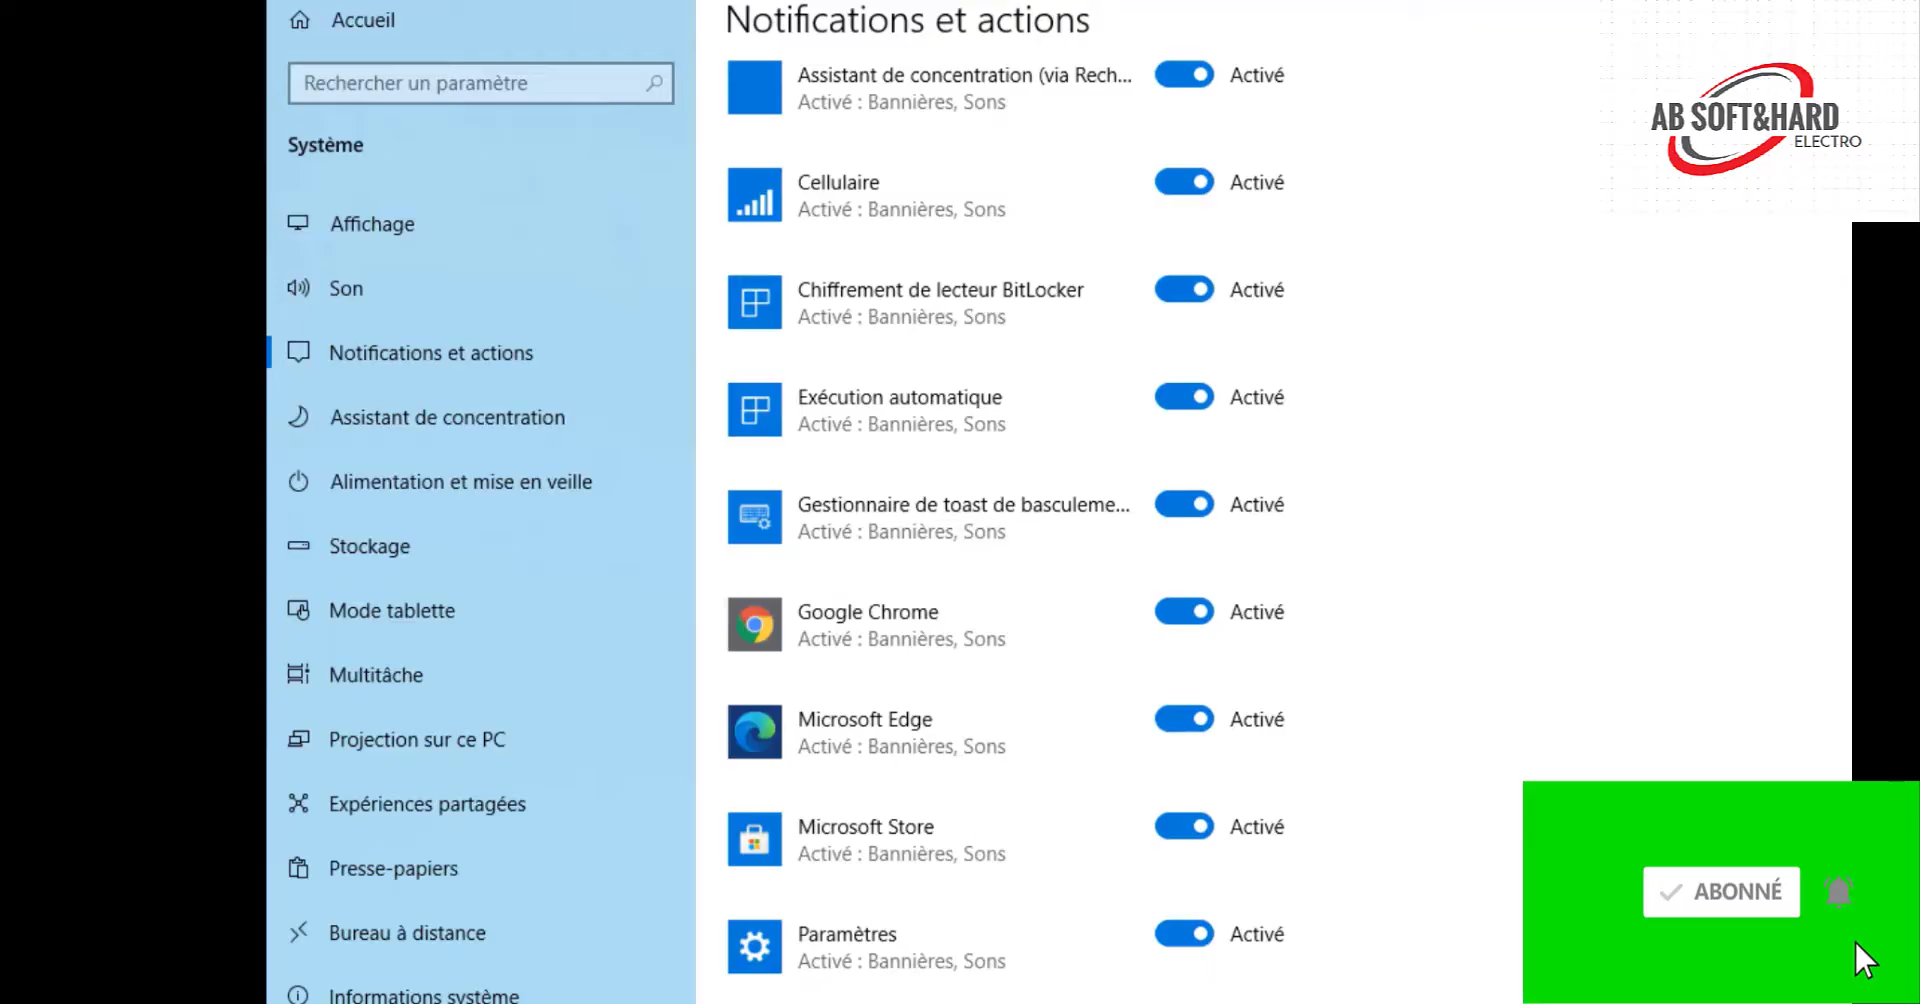 Accueil
Rechercher un paramètre
Système
Affichage
Son
Notifications et actions
Assistant de concentration
Alimentation et mise en veille
Stockage
Mode tablette
Multitâche
Projection sur ce PC
Expériences partagées
Presse-papiers
Bureau à distance
Informations système
Notifications et actions
Assistant de concentration (via Rech... Activé
Activé : Bannières, Sons
Cellulaire Activé
Activé : Bannières, Sons
Chiffrement de lecteur BitLocker Activé
Activé : Bannières, Sons
Exécution automatique Activé
Activé : Bannières, Sons
Gestionnaire de toast de basculeme... Activé
Activé : Bannières, Sons
Google Chrome Activé
Activé : Bannières, Sons
Microsoft Edge Activé
Activé : Bannières, Sons
Microsoft Store Activé
Activé : Bannières, Sons
Paramètres Activé
Activé : Bannières, Sons
AB SOFT&HARD
ELECTRO
ABONNÉ